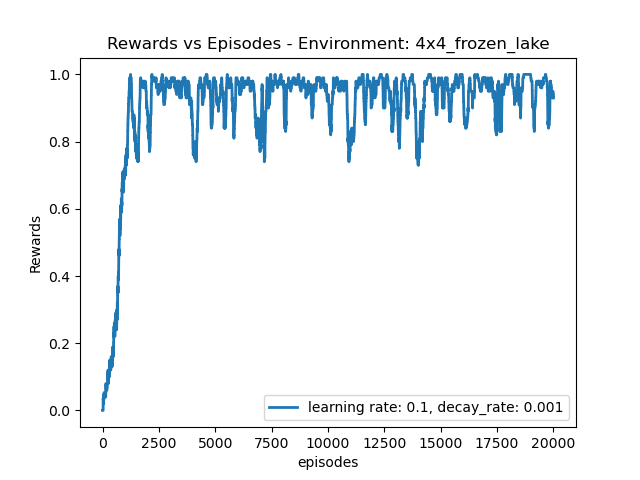 Rewards vs Episodes - Environment: 4x4_frozen_lake
1.0
0.8
0.6
0.4
0.2
0.0
Rewards
learning rate: 0.1, decay_rate: 0.001
0 2500 5000 7500 10000 12500 15000 17500 20000
episodes